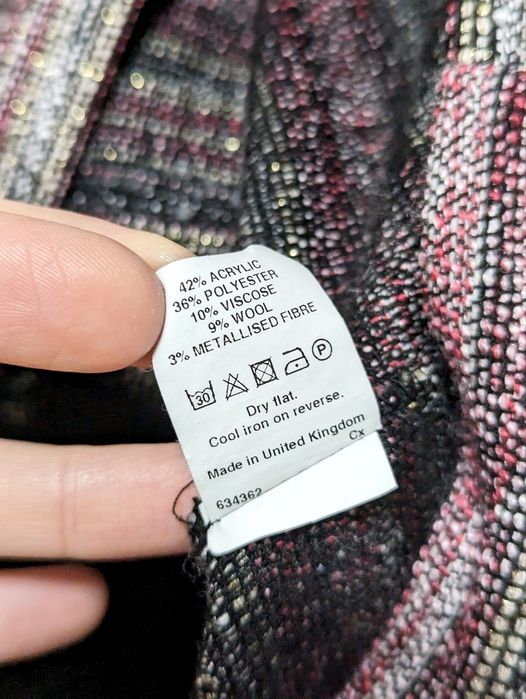 42% ACRYLIC
36% POLYESTER
10% VISCOSE
9% WOOL
3% METALLISED FIBRE
30 P
Dry flat.
Cool iron on reverse.
Made in United Kingdom
Cx
634362